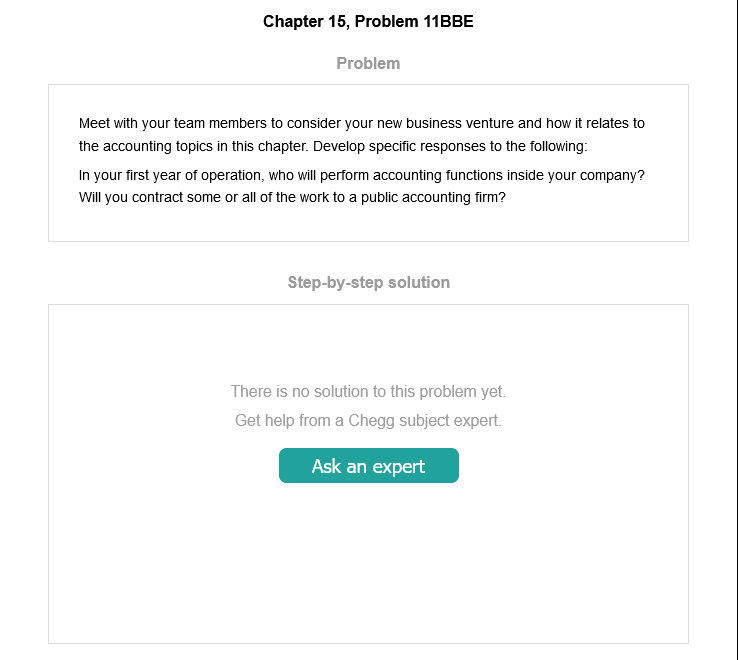 Chapter 15, Problem 11BBE
Problem
Meet with your team members to consider your new business venture and how it relates to
the accounting topics in this chapter. Develop specific responses to the following:
In your first year of operation, who will perform accounting functions inside your company?
Will you contract some or all of the work to a public accounting firm?
Step-by-step solution
There is no solution to this problem yet.
Get help from a Chegg subject expert.
Ask an expert